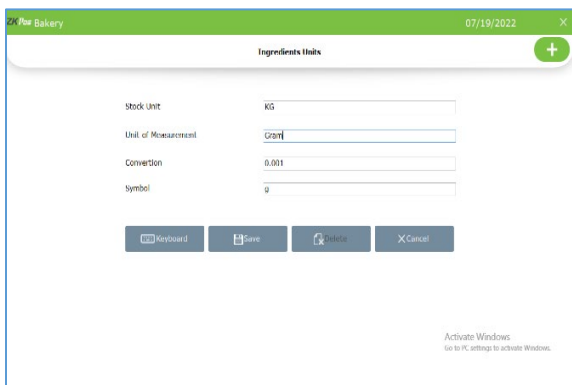 ZKPos Bakery 07/19/2022 X
Ingredients Units +
Stock Unit KG
Unit of Measurement Gram
Convertion 0.001
Symbol g
Keyboard Save Delete X Cancel
Activate Windows
Go to PC settings to activate Windows.